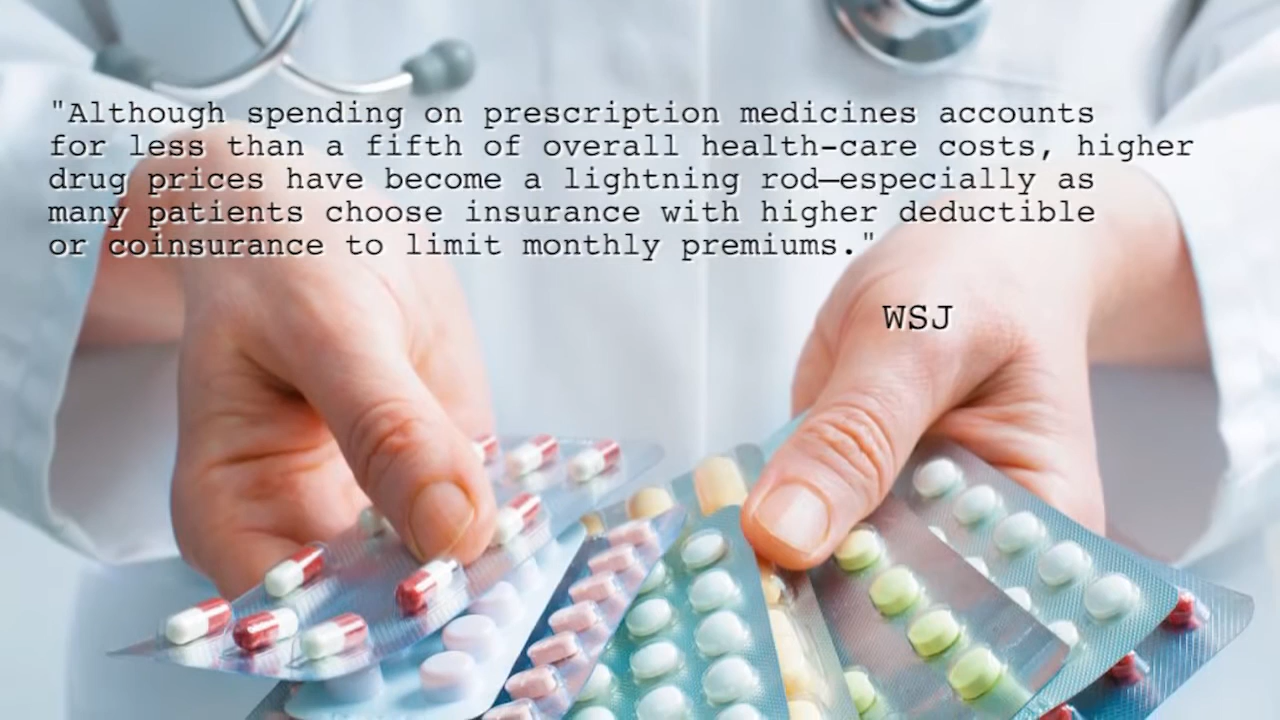 "Although spending on prescription medicines accounts
for less than a fifth of overall health-care costs, higher
drug prices have become a lightning rod—especially as
many patients choose insurance with higher deductible
or coinsurance to limit monthly premiums."
WSJ